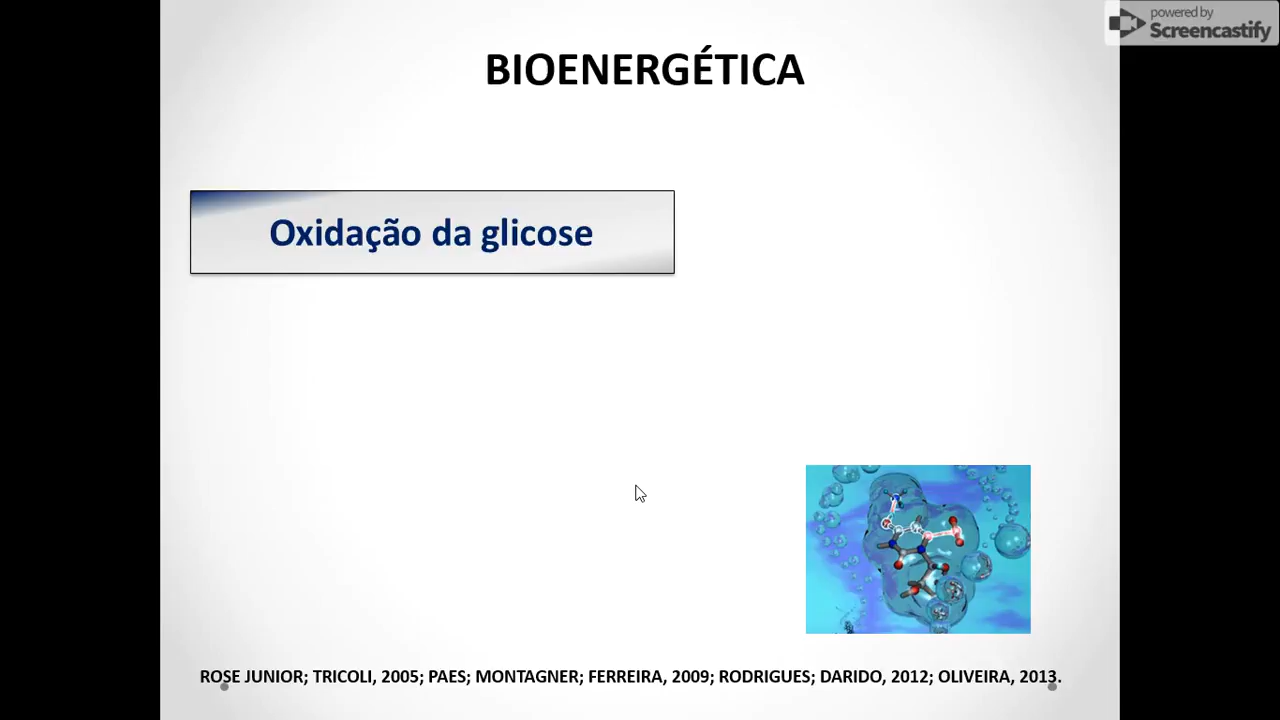 powered by
Screencastify
BIOENERGÉTICA
Oxidação da glicose
ROSE JUNIOR; TRICOLI, 2005; PAES; MONTAGNER; FERREIRA, 2009; RODRIGUES; DARIDO, 2012; OLIVEIRA, 2013.